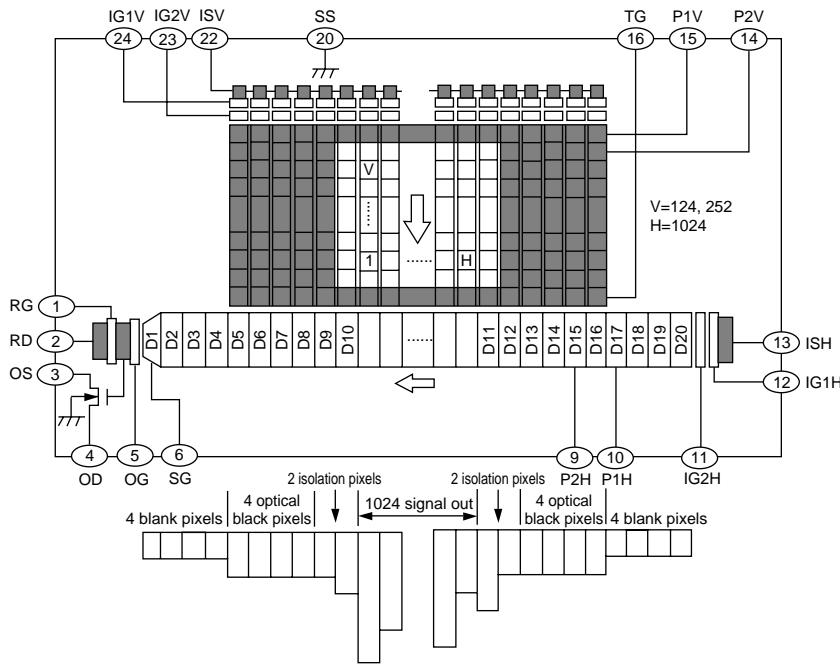 IG1V IG2V ISV SS TG P1V P2V
24 23 22 20 16 15 14
V
1 ...... H
V=124, 252
H=1024
RG 1
RD 2
OS 3
D1 D2 D3 D4 D5 D6 D7 D8 D9 D10 ...... D11 D12 D13 D14 D15 D16 D17 D18 D19 D20
13 ISH
12 IG1H
4 5 6 9 10 11
OD OG SG P2H P1H IG2H
2 isolation pixels 2 isolation pixels
4 optical 1024 signal out 4 optical
4 blank pixels black pixels black pixels 4 blank pixels